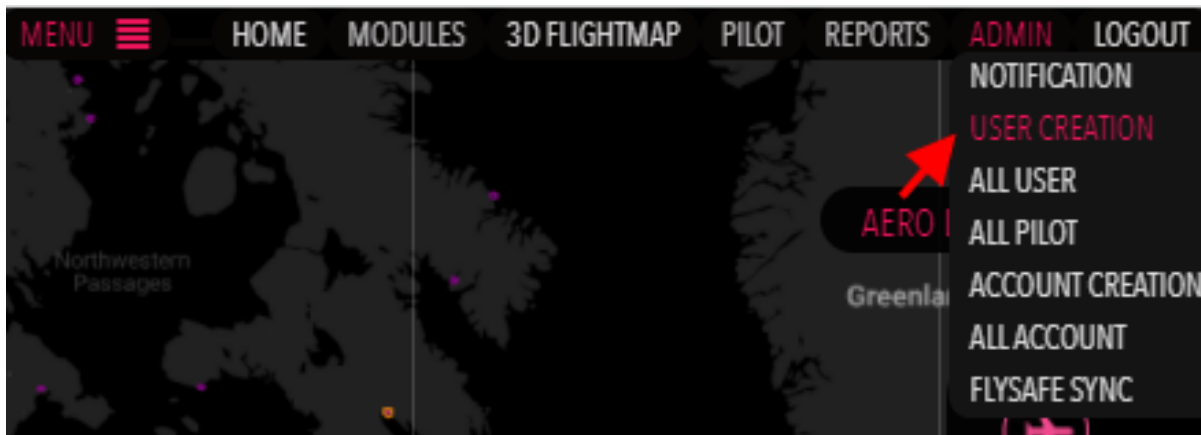 MENU HOME MODULES 3D FLIGHTMAP PILOT REPORTS ADMIN LOGOUT
NOTIFICATION
USER CREATION
ALL USER
ALL PILOT
ACCOUNT CREATION
ALL ACCOUNT
FLYSAFE SYNC
AERO
Northwestern
Passages